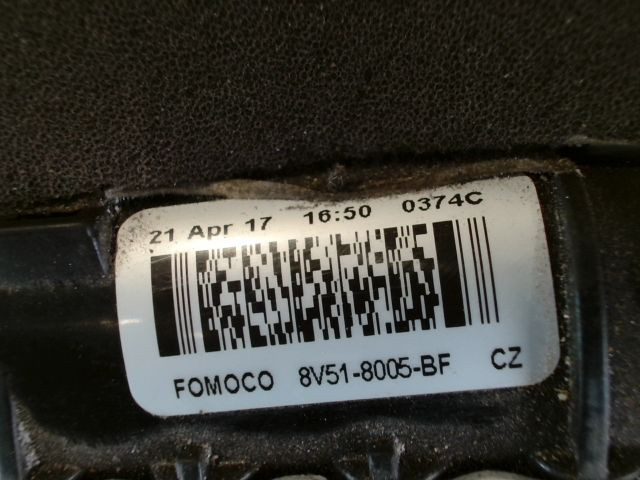 21 Apr 17 16:50 0374C
FOMOCO 8V51-8005-BF CZ